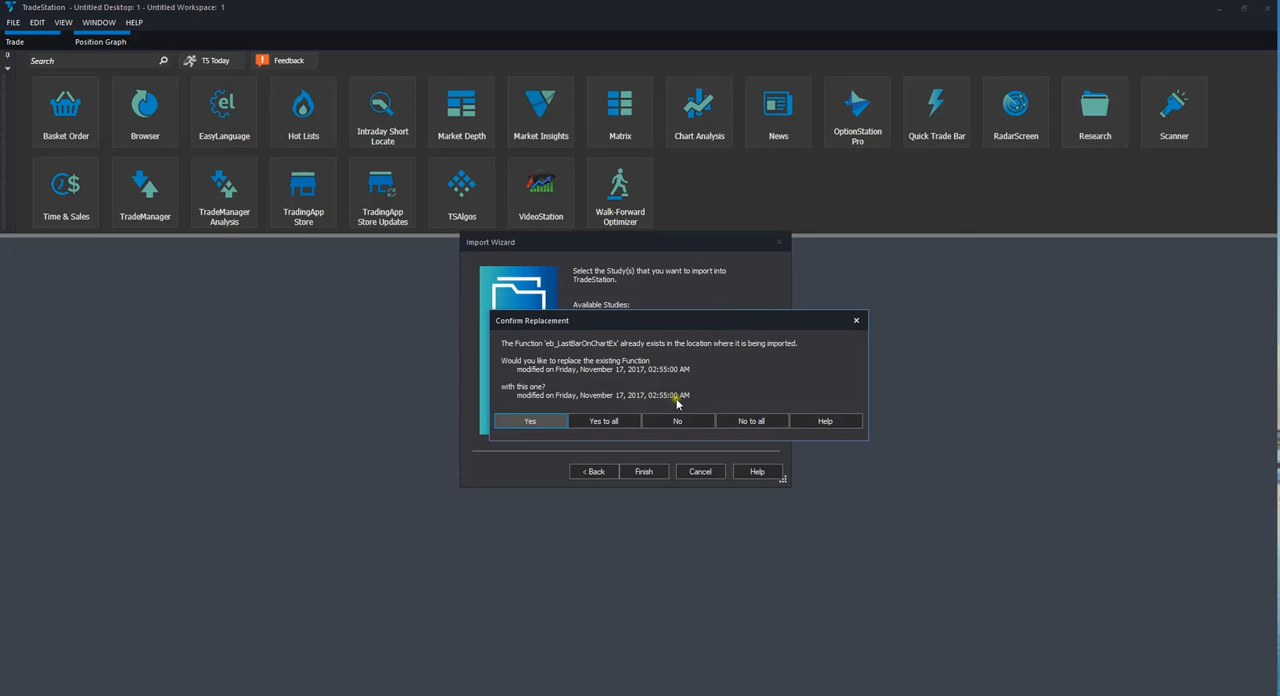 TradeStation - Untitled Desktop: 1 - Untitled Workspace: 1
FILE EDIT VIEW WINDOW HELP
Trade Position Graph
Search TS Today Feedback
Basket Order
Browser
EasyLanguage
Hot Lists
Intraday Short
Locate
Market Depth
Market Insights
Matrix
Chart Analysis
News
OptionStation
Pro
Quick Trade Bar
RadarScreen
Research
Scanner
Time & Sales
TradeManager
TradeManager
Analysis
TradingApp
Store
TradingApp
Store Updates
TSAlgos
VideoStation
Walk-Forward
Optimizer
Import Wizard
Select the Study(s) that you want to import into
TradeStation.
Available Studies:
Confirm Replacement
The Function 'eb_LastBarOnChartEx' already exists in the location where it is being imported.
Would you like to replace the existing Function
modified on Friday, November 17, 2017, 02:55:00 AM
with this one?
modified on Friday, November 17, 2017, 02:55:00 AM
Yes Yes to all No No to all Help
< Back Finish Cancel Help